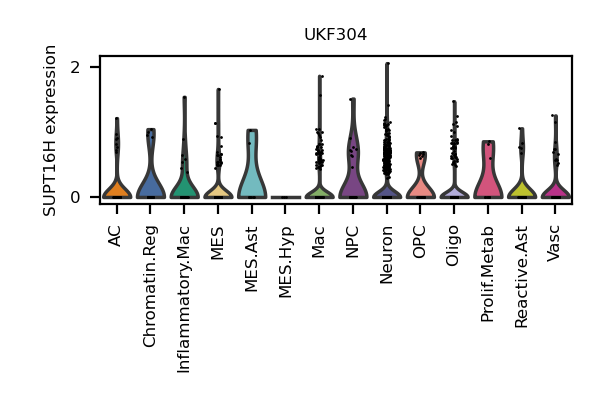 UKF304
SUPT16H expression
2
0
AC
Chromatin.Reg
Inflammatory.Mac
MES
MES.Ast
MES.Hyp
Mac
NPC
Neuron
OPC
Oligo
Prolif.Metab
Reactive.Ast
Vasc